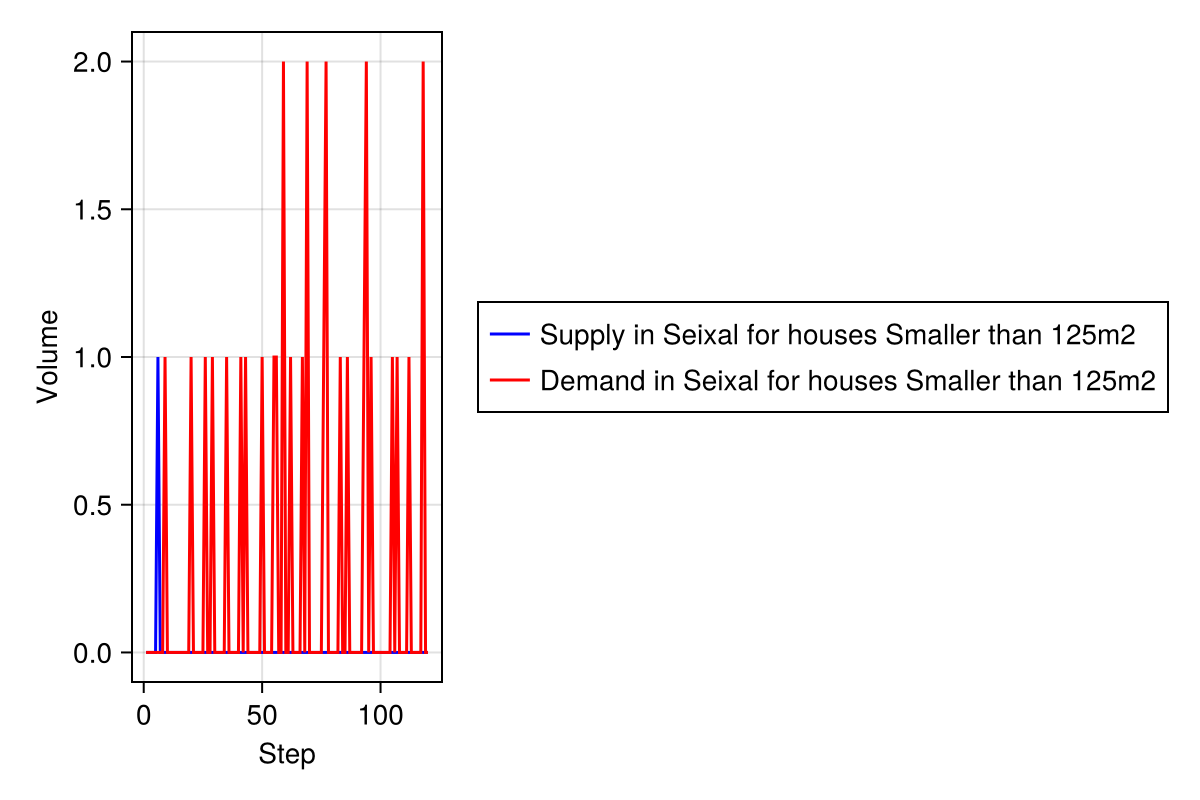 2.0
1.5
1.0
0.5
0.0
Volume
0
50
100
Step
Supply in Seixal for houses Smaller than 125m2
Demand in Seixal for houses Smaller than 125m2